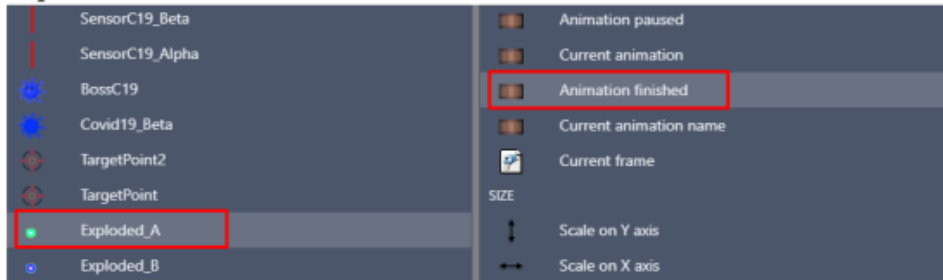 SensorC19_Beta
SensorC19_Alpha
BossC19
Covid19_Beta
TargetPoint2
TargetPoint
Exploded_A
Exploded_B
Animation paused
Current animation
Animation finished
Current animation name
Current frame
SIZE
Scale on Y axis
Scale on X axis